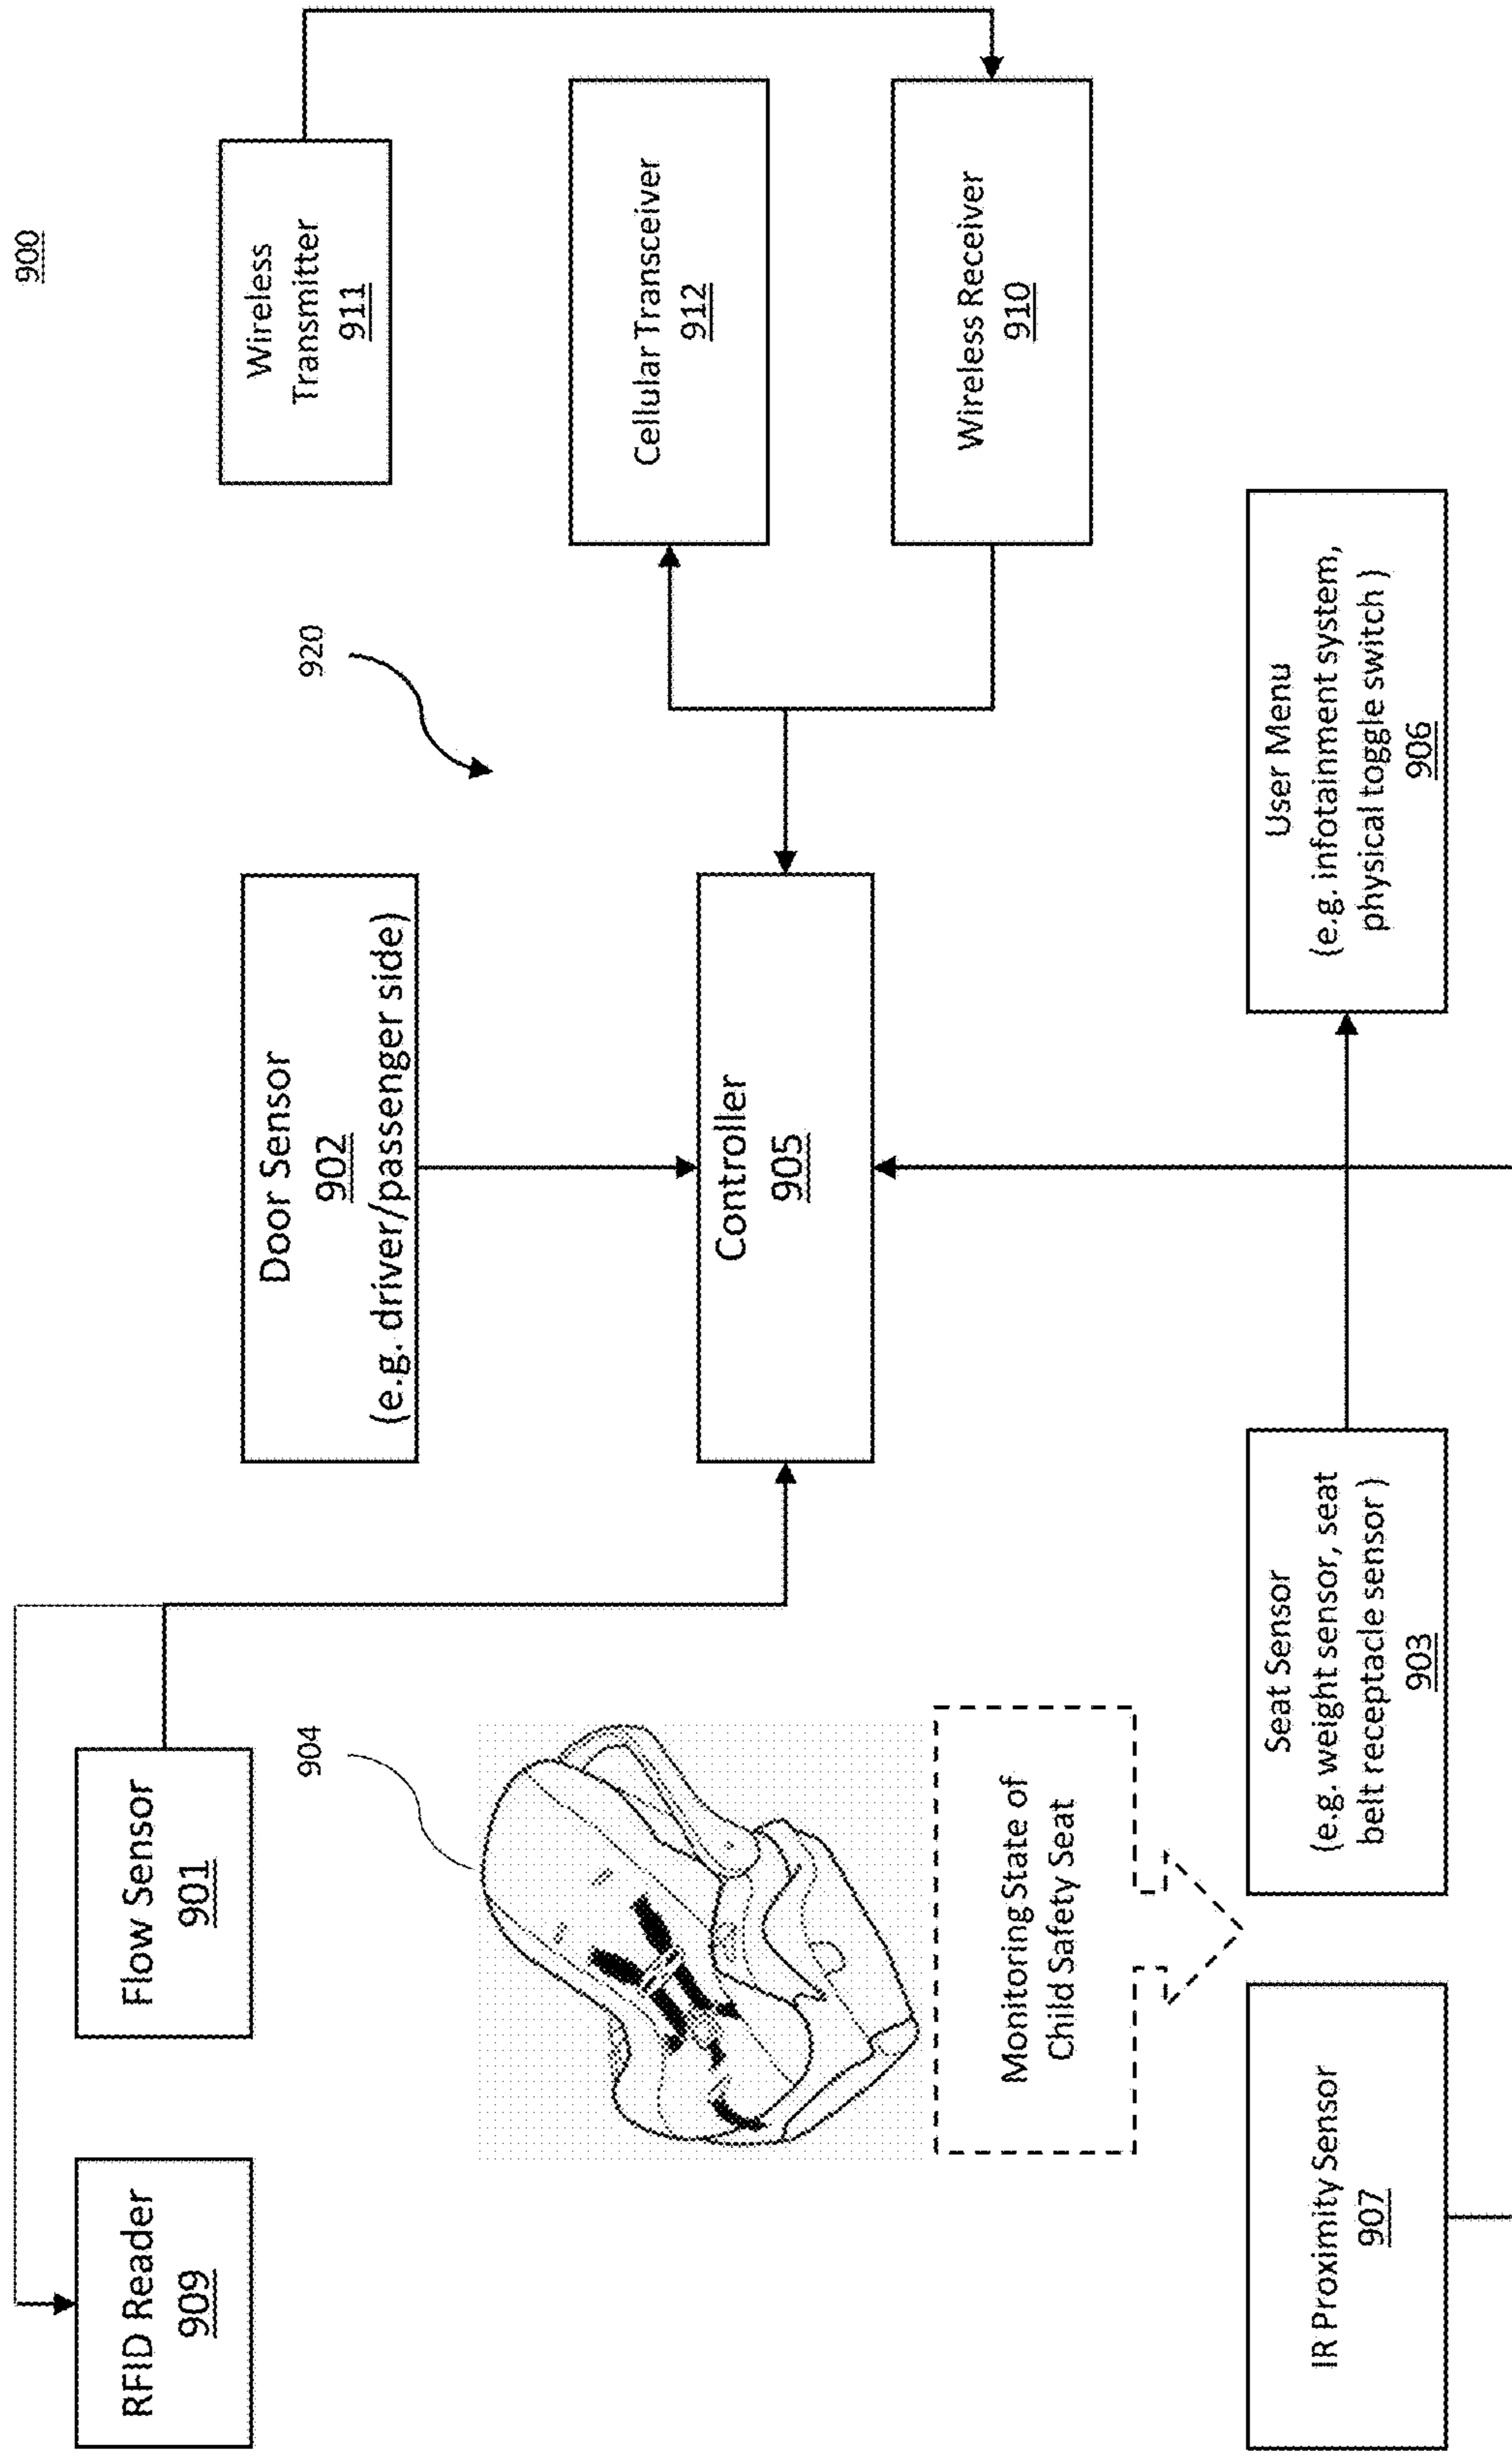 900
RFID Reader
909
Flow Sensor
901
Door Sensor
902
(e.g. driver/passenger side)
Wireless
Transmitter
911
904
920
Cellular Transceiver
912
Controller
905
Wireless Receiver
910
Monitoring State of
Child Safety Seat
IR Proximity Sensor
907
Seat Sensor
(e.g. weight sensor, seat
belt receptacle sensor )
903
User Menu
(e.g. infotainment system,
physical toggle switch )
906